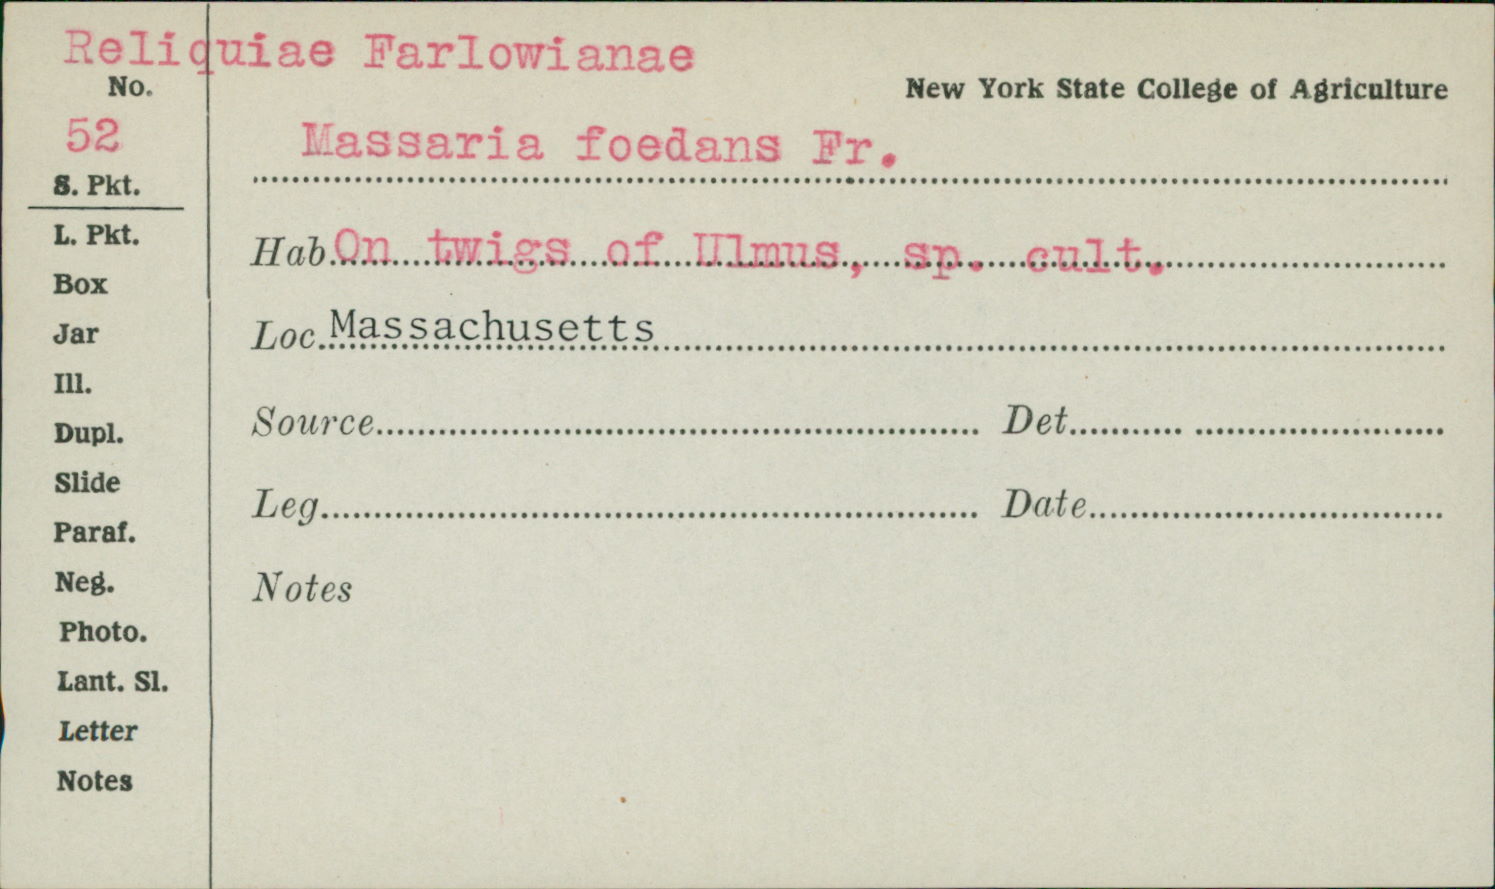 Reliquiae Farlowianae
No.
New York State College of Agriculture
52
Massaria foedans Fr.
S. Pkt.
L. Pkt.
Hab. On twigs of Ulmus, sp. cult.
Box
Jar
Loc. Massachusetts
Ill.
Dupl.
Source Det.
Slide
Leg. Date
Paraf.
Neg.
Notes
Photo.
Lant. Sl.
Letter
Notes